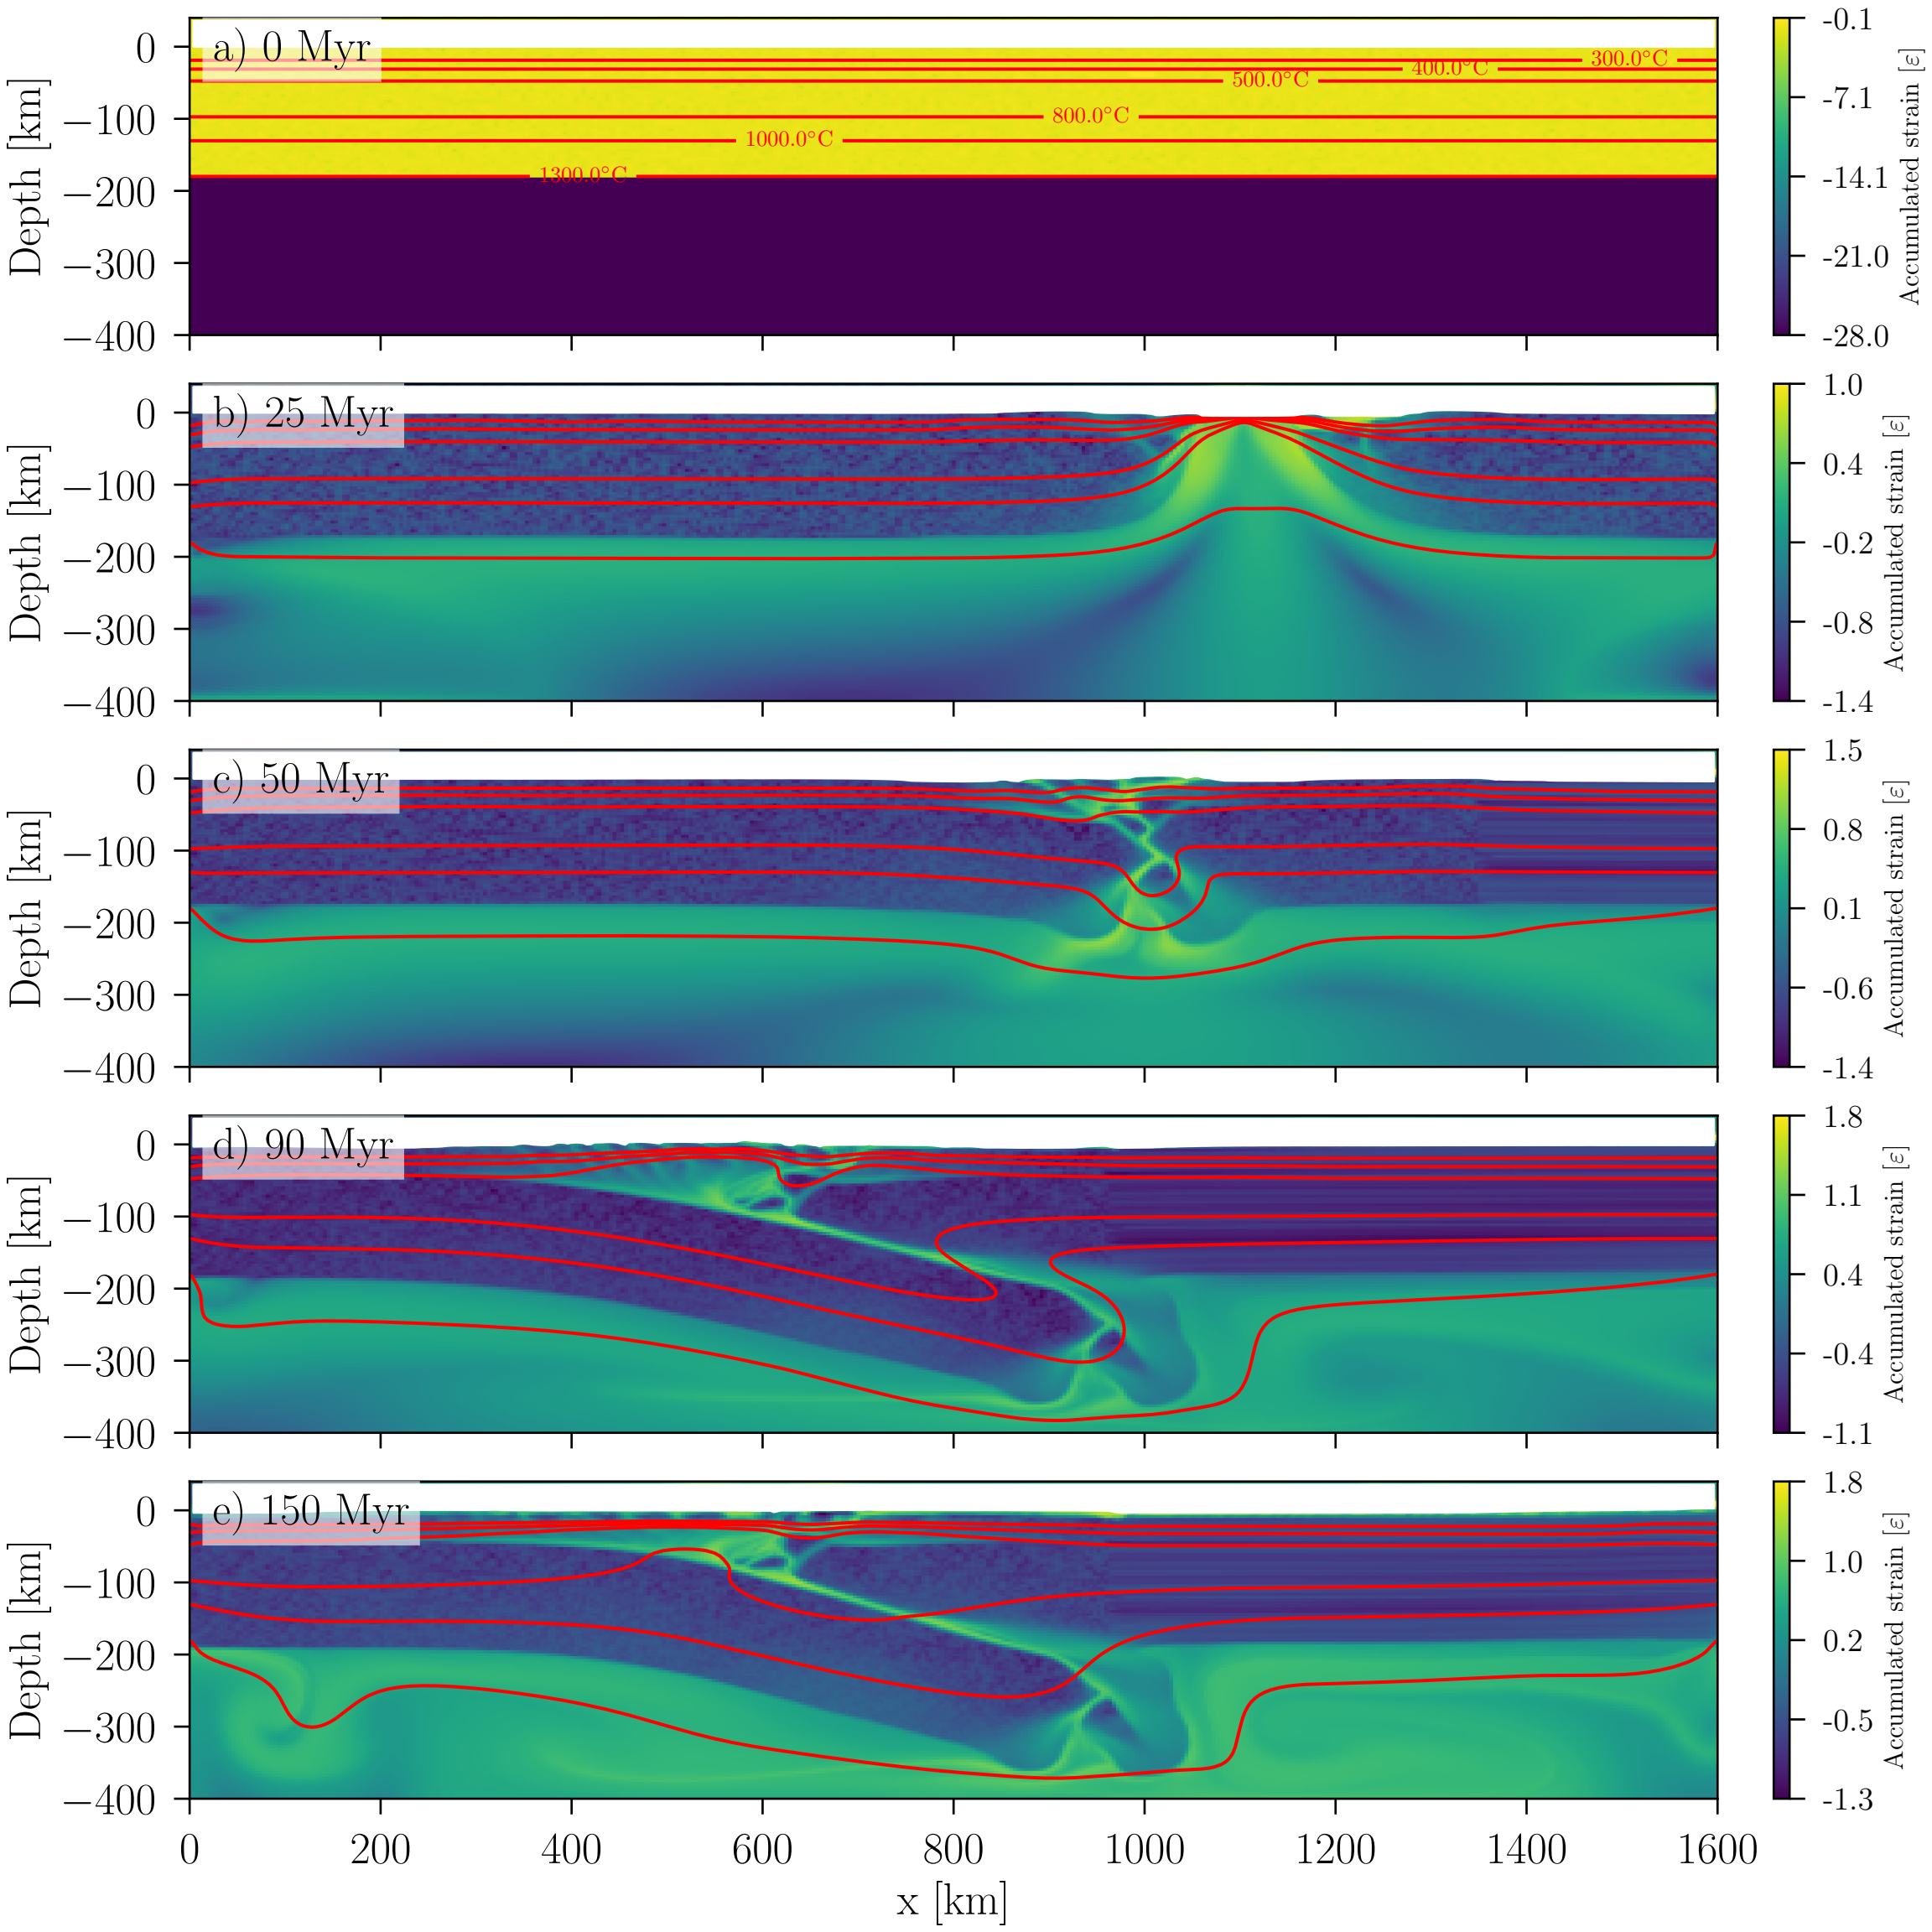 a) 0 Myr
300.0°C
400.0°C
500.0°C
800.0°C
1000.0°C
1300.0°C
0
−100
−200
−300
−400
Depth [km]
-0.1
-7.1
-14.1
-21.0
-28.0
Accumulated strain [ε]
b) 25 Myr
0
−100
−200
−300
−400
Depth [km]
1.0
0.4
-0.2
-0.8
-1.4
Accumulated strain [ε]
c) 50 Myr
0
−100
−200
−300
−400
Depth [km]
1.5
0.8
0.1
-0.6
-1.4
Accumulated strain [ε]
d) 90 Myr
0
−100
−200
−300
−400
Depth [km]
1.8
1.1
0.4
-0.4
-1.1
Accumulated strain [ε]
e) 150 Myr
0
−100
−200
−300
−400
Depth [km]
1.8
1.0
0.2
-0.5
-1.3
Accumulated strain [ε]
0 200 400 600 800 1000 1200 1400 1600
x [km]